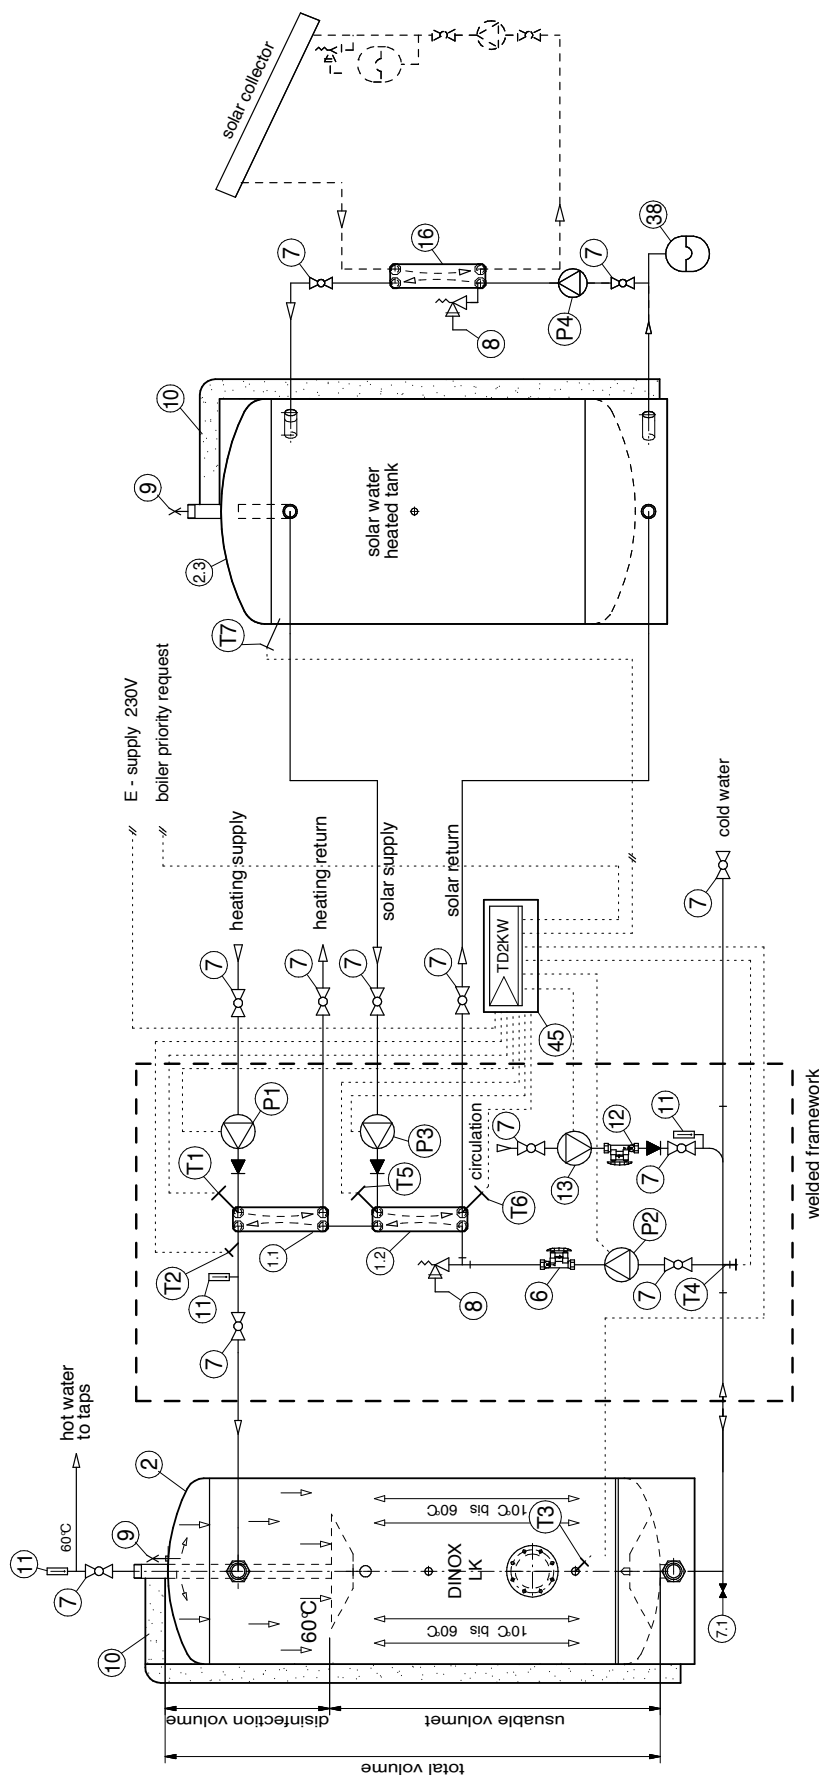 11
hot water
to taps
60°C
7
9
10
2
60°C
10°C bis 60°C
10°C bis 60°C
DINOX
LK
T3
7.1
disinfection volume
usuable volumet
total volume
T2
11
7
T1
P1
7
heating supply
1.1
7
heating return
T5
P3
7
solar supply
1.2
T6
7
solar return
8
6
P2
7
T4
circulation
7
13
12
11
7
welded framework
TD2KW
45
E - supply 230V
boiler priority request
7
cold water
T7
2.3
9
10
solar water
heated tank
solar collector
7
16
8
P4
7
38